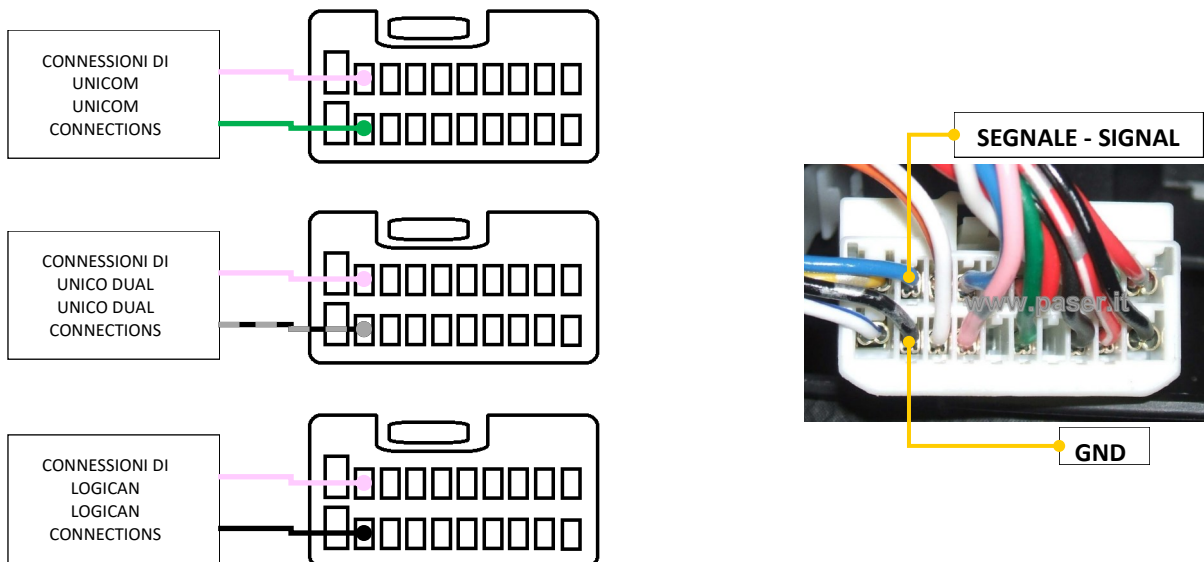 CONNESSIONI DI
UNICOM
UNICOM
CONNECTIONS
SEGNALE - SIGNAL
www.paser.it
CONNESSIONI DI
UNICO DUAL
UNICO DUAL
CONNECTIONS
GND
CONNESSIONI DI
LOGICAN
LOGICAN
CONNECTIONS